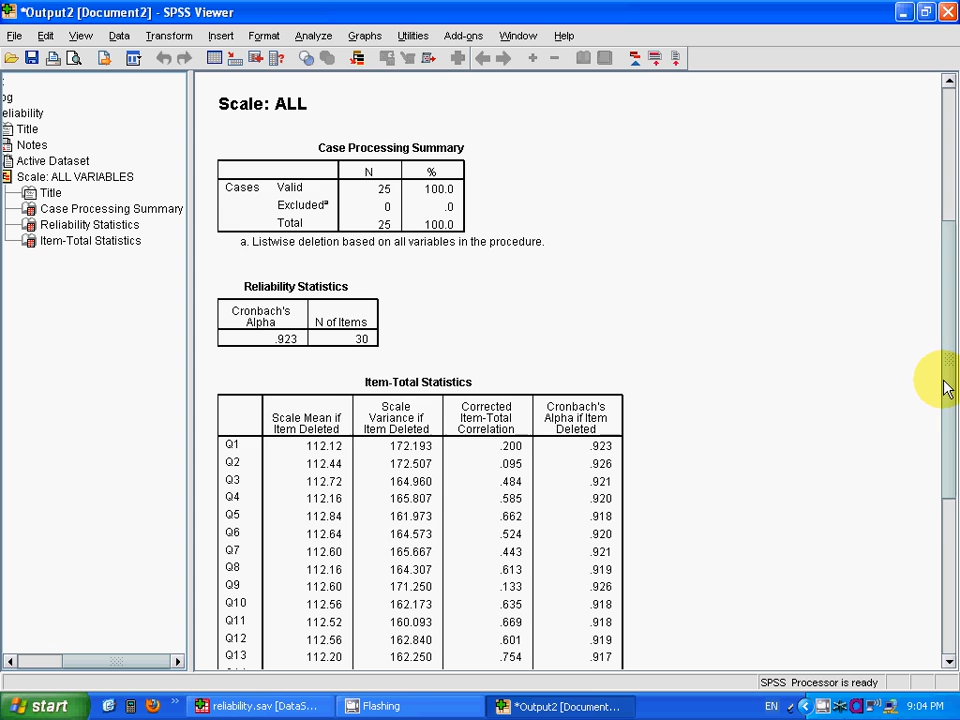 *Output2 [Document2] - SPSS Viewer
File Edit View Data Transform Insert Format Analyze Graphs Utilities Add-ons Window Help
og
eliability
Title
Notes
Active Dataset
Scale: ALL VARIABLES
Title
Case Processing Summary
Reliability Statistics
Item-Total Statistics
Scale: ALL
Case Processing Summary
N %
Cases Valid 25 100.0
Excludedª 0 .0
Total 25 100.0
a. Listwise deletion based on all variables in the procedure.
Reliability Statistics
Cronbach's
Alpha N of Items
.923 30
Item-Total Statistics
Scale Corrected Cronbach's
Scale Mean if Variance if Item-Total Alpha if Item
Item Deleted Item Deleted Correlation Deleted
Q1 112.12 172.193 .200 .923
Q2 112.44 172.507 .095 .926
Q3 112.72 164.960 .484 .921
Q4 112.16 165.807 .585 .920
Q5 112.84 161.973 .662 .918
Q6 112.64 164.573 .524 .920
Q7 112.60 165.667 .443 .921
Q8 112.16 164.307 .613 .919
Q9 112.60 171.250 .133 .926
Q10 112.56 162.173 .635 .918
Q11 112.52 160.093 .669 .918
Q12 112.56 162.840 .601 .919
Q13 112.20 162.250 .754 .917
SPSS Processor is ready
start reliability.sav [DataS... Flashing *Output2 [Document... EN 9:04 PM